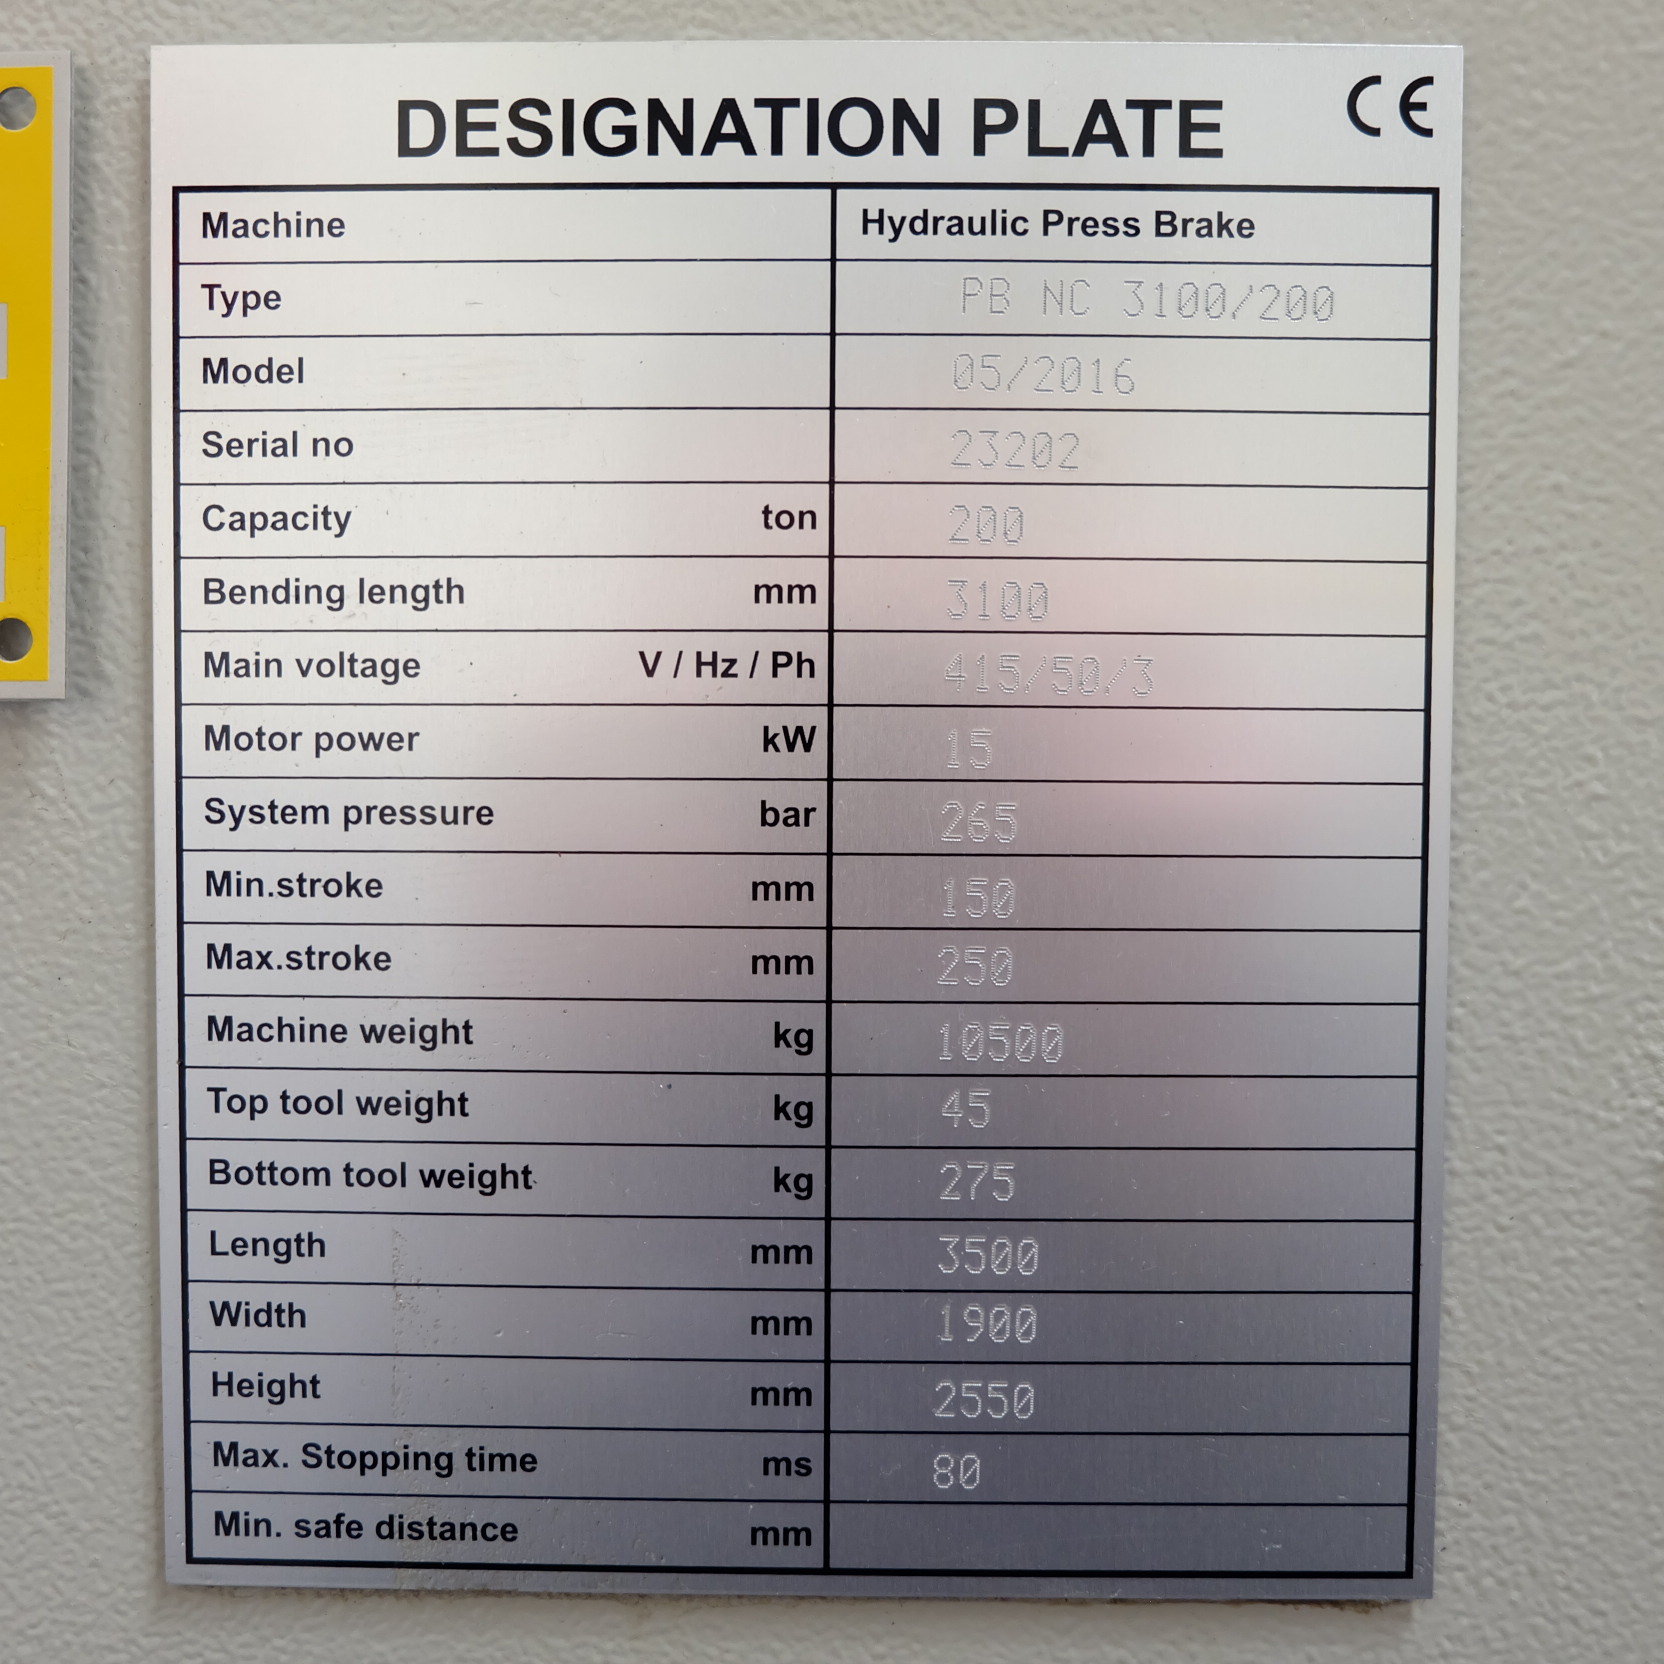 DESIGNATION PLATE CE
Machine Hydraulic Press Brake
Type PB NC 3100/200
Model 05/2016
Serial no 23202
Capacity ton 200
Bending length mm 3100
Main voltage V / Hz / Ph 415/50/3
Motor power kW 15
System pressure bar 265
Min.stroke mm 150
Max.stroke mm 250
Machine weight kg 10500
Top tool weight kg 45
Bottom tool weight kg 275
Length mm 3500
Width mm 1900
Height mm 2550
Max. Stopping time ms 80
Min. safe distance mm